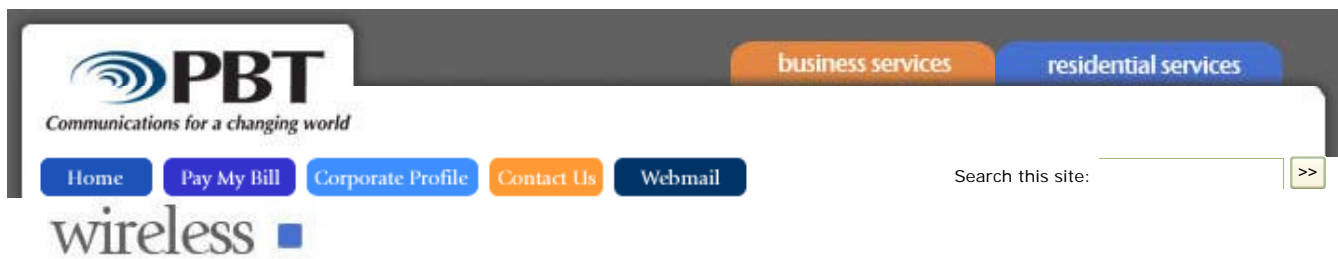 PBT
Communications for a changing world
business services
residential services
Home
Pay My Bill
Corporate Profile
Contact Us
Webmail
Search this site:
>>
wireless